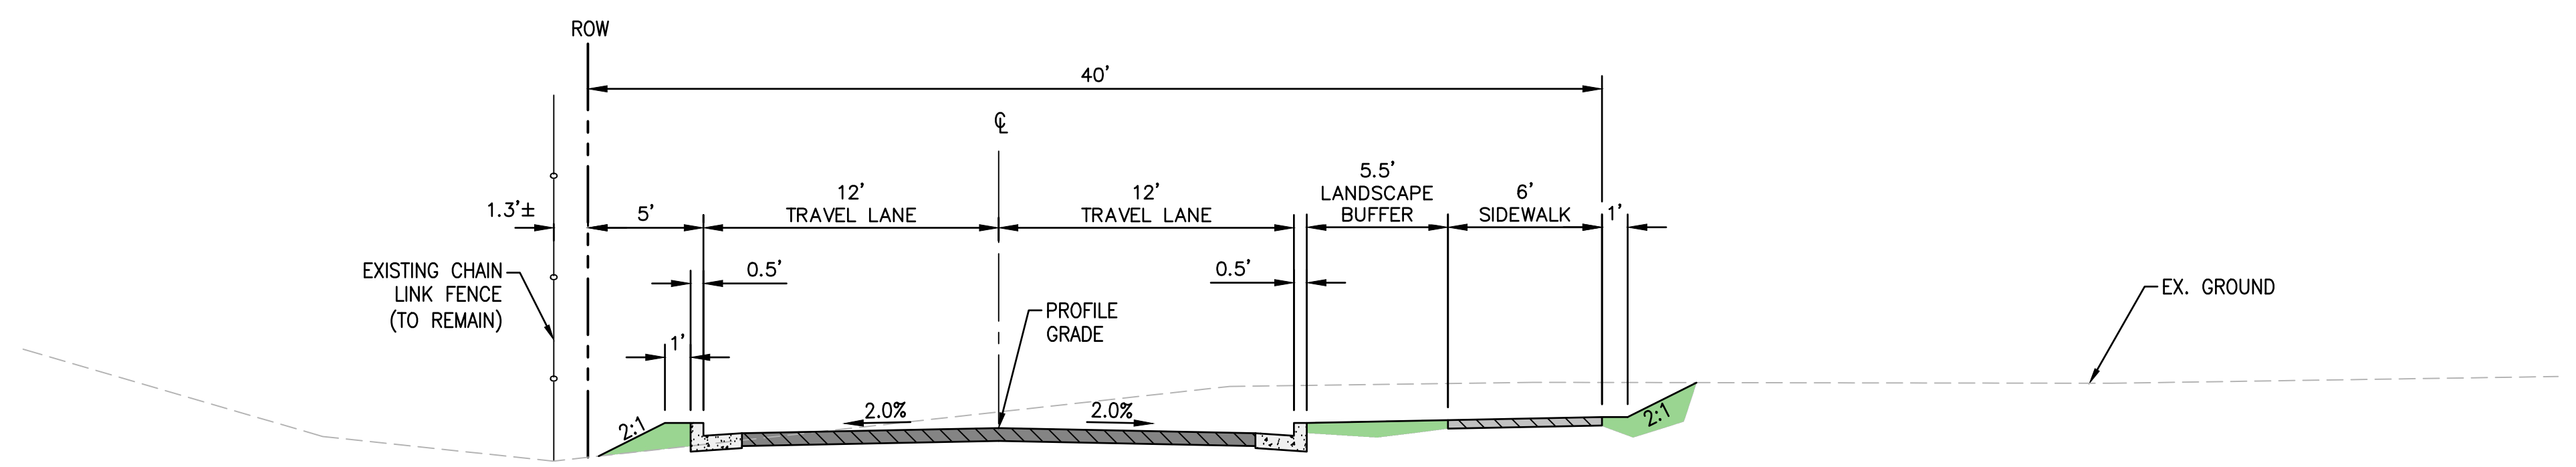 ROW
40'
℄
1.3'±
5'
12'
TRAVEL LANE
12'
TRAVEL LANE
5.5'
LANDSCAPE
BUFFER
6'
SIDEWALK
1'
EXISTING CHAIN
LINK FENCE
(TO REMAIN)
0.5'
0.5'
EX. GROUND
PROFILE
GRADE
1'
2:1
2.0%
2.0%
2:1